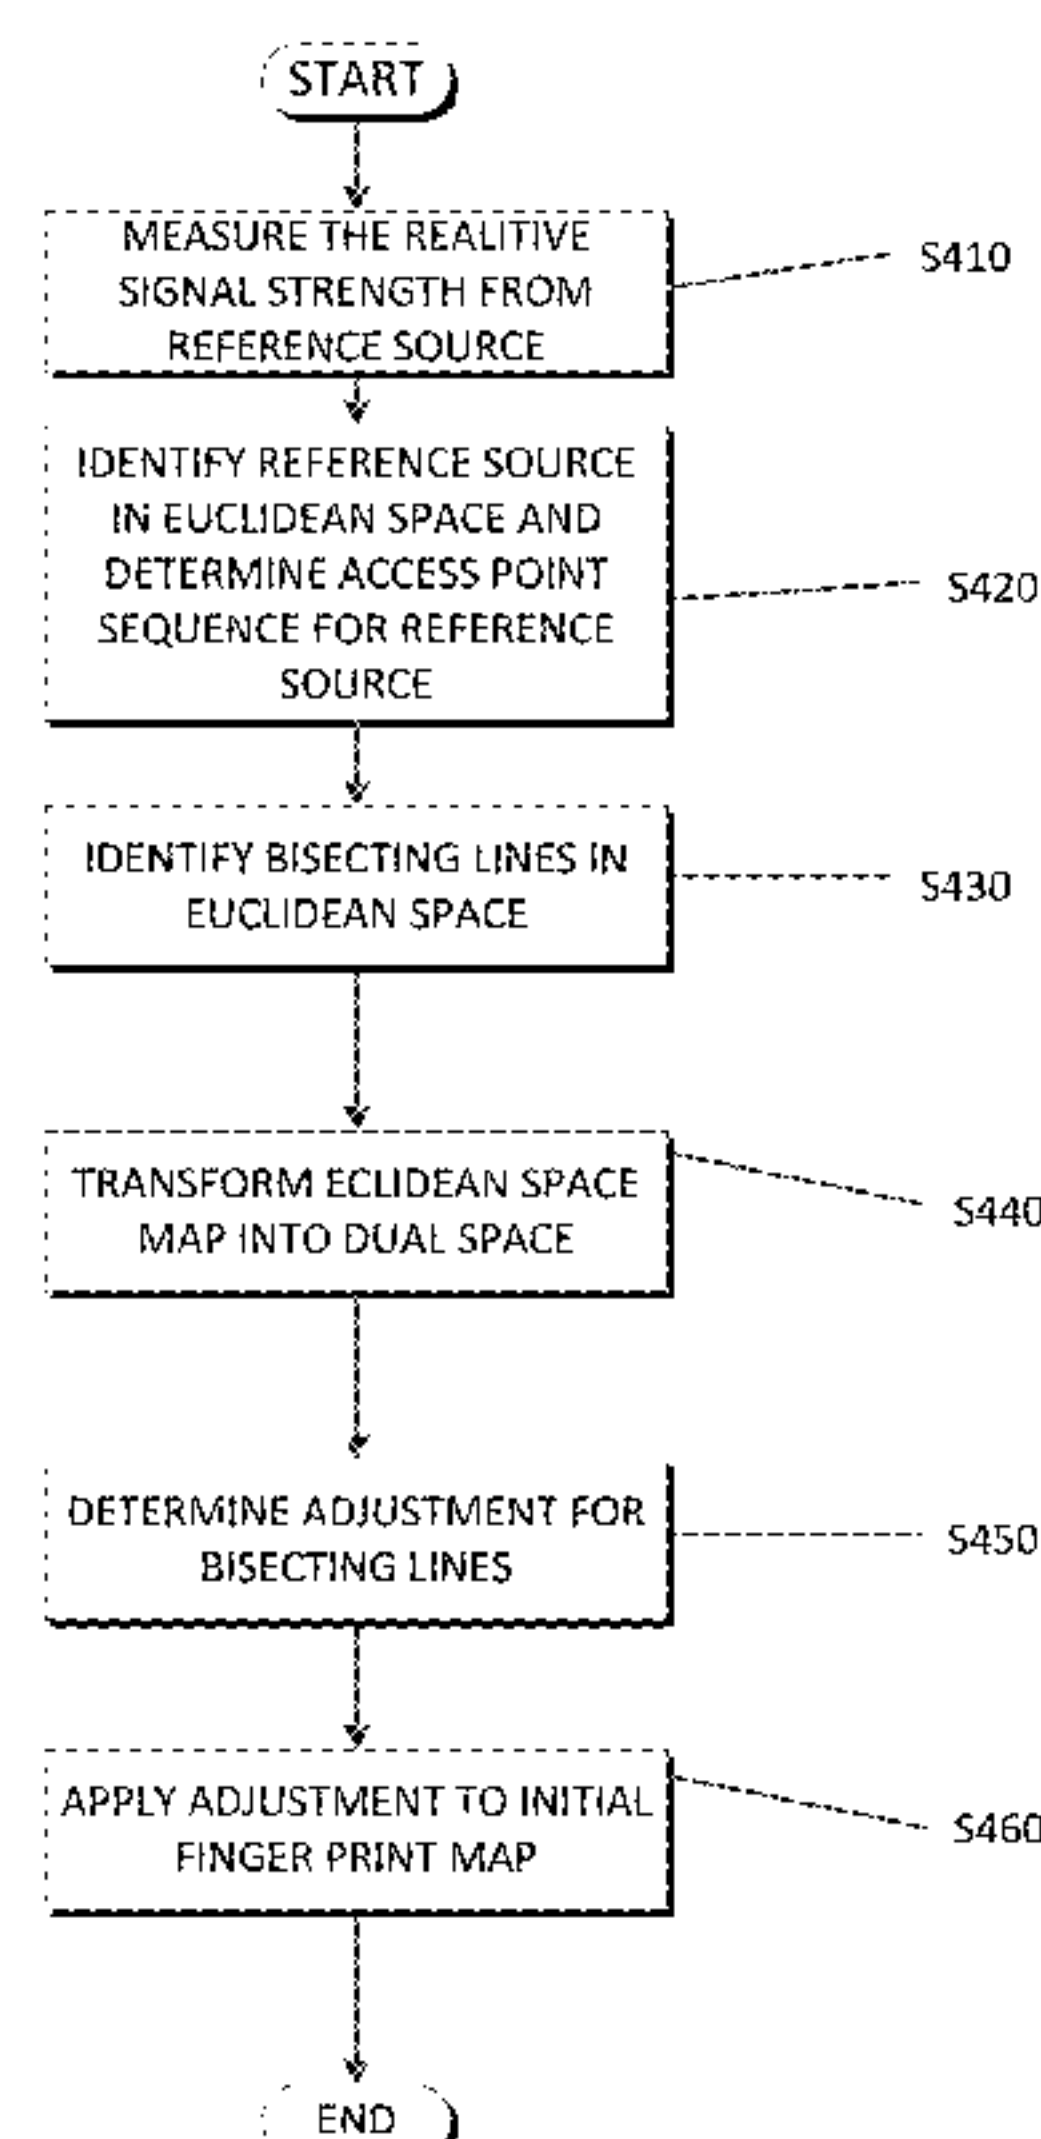 START
MEASURE THE REALITIVE
SIGNAL STRENGTH FROM
REFERENCE SOURCE
S410
IDENTIFY REFERENCE SOURCE
IN EUCLIDEAN SPACE AND
DETERMINE ACCESS POINT
SEQUENCE FOR REFERENCE
SOURCE
S420
IDENTIFY BISECTING LINES IN
EUCLIDEAN SPACE
S430
TRANSFORM ECLIDEAN SPACE
MAP INTO DUAL SPACE
S440
DETERMINE ADJUSTMENT FOR
BISECTING LINES
S450
APPLY ADJUSTMENT TO INITIAL
FINGER PRINT MAP
S460
END